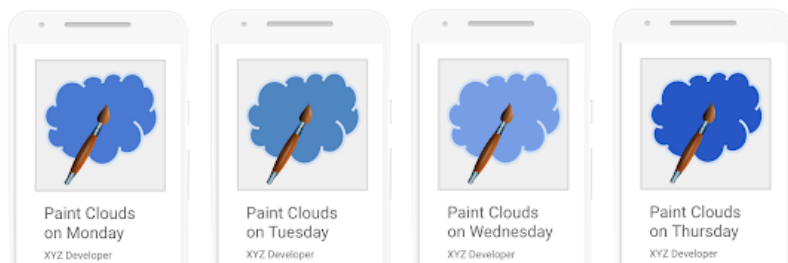 Paint Clouds
on Monday
XYZ Developer
Paint Clouds
on Tuesday
XYZ Developer
Paint Clouds
on Wednesday
XYZ Developer
Paint Clouds
on Thursday
XYZ Developer